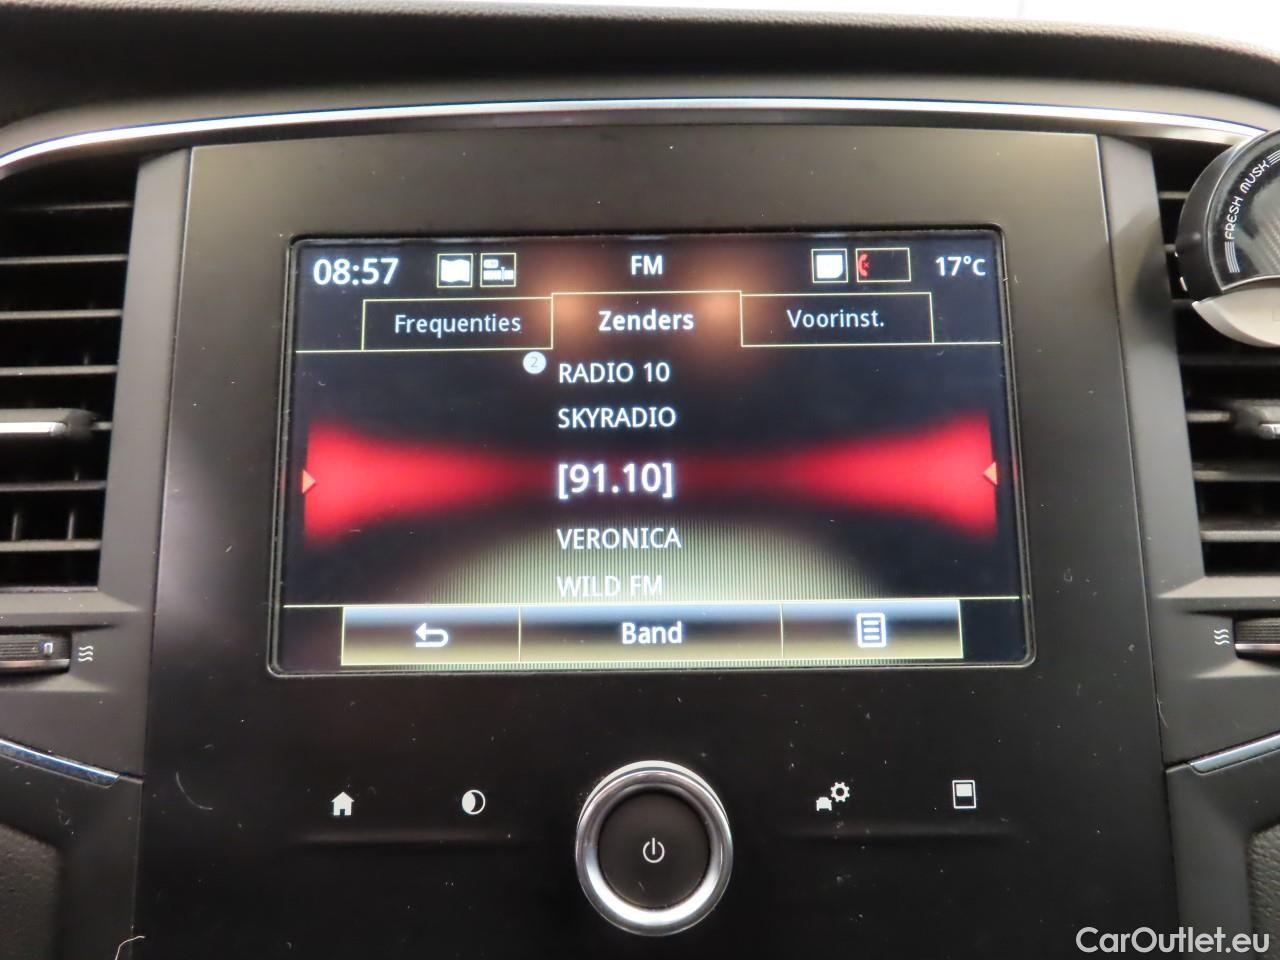 08:57
FM
17°C
Frequenties
Zenders
Voorinst.
2
RADIO 10
SKYRADIO
[91.10]
VERONICA
WILD FM
Band
FRESH MUSK
CarOutlet.eu